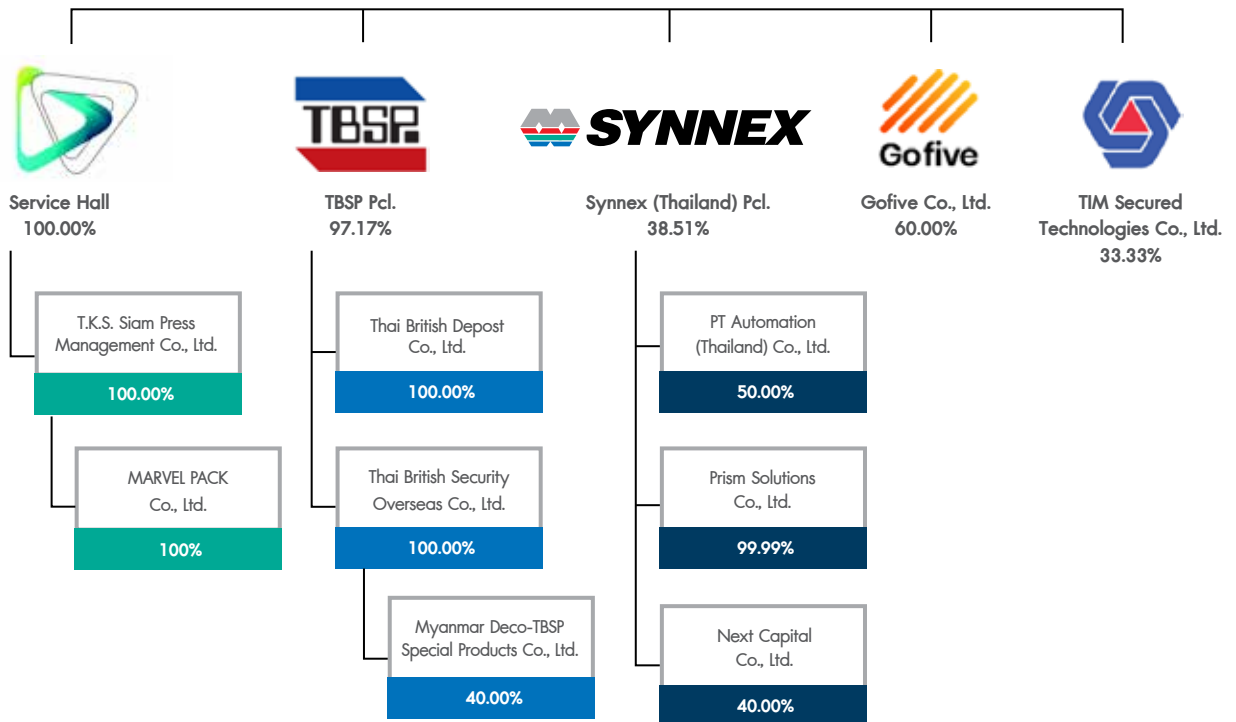 TBSP
SYNNEX
Gofive
Service Hall
100.00%
TBSP Pcl.
97.17%
Synnex (Thailand) Pcl.
38.51%
Gofive Co., Ltd.
60.00%
TIM Secured
Technologies Co., Ltd.
33.33%
T.K.S. Siam Press
Management Co., Ltd.
100.00%
MARVEL PACK
Co., Ltd.
100%
Thai British Depost
Co., Ltd.
100.00%
Thai British Security
Overseas Co., Ltd.
100.00%
Myanmar Deco-TBSP
Special Products Co., Ltd.
40.00%
PT Automation
(Thailand) Co., Ltd.
50.00%
Prism Solutions
Co., Ltd.
99.99%
Next Capital
Co., Ltd.
40.00%